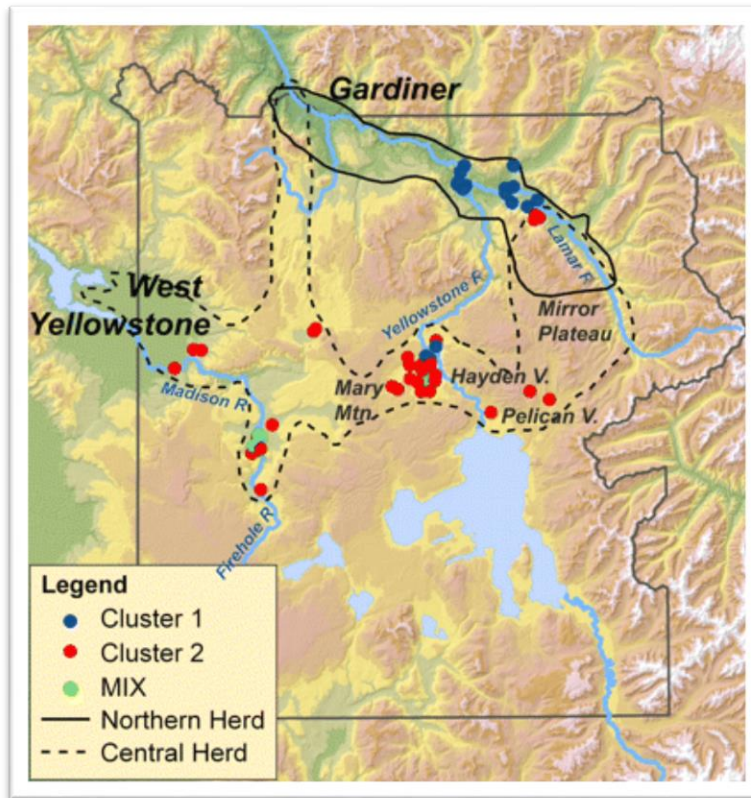 Gardiner
West
Yellowstone
Madison R.
Firehole R.
Yellowstone R.
Lamar R.
Mirror
Plateau
Mary
Mtn.
Hayden V.
Pelican V.
Legend
Cluster 1
Cluster 2
MIX
Northern Herd
Central Herd